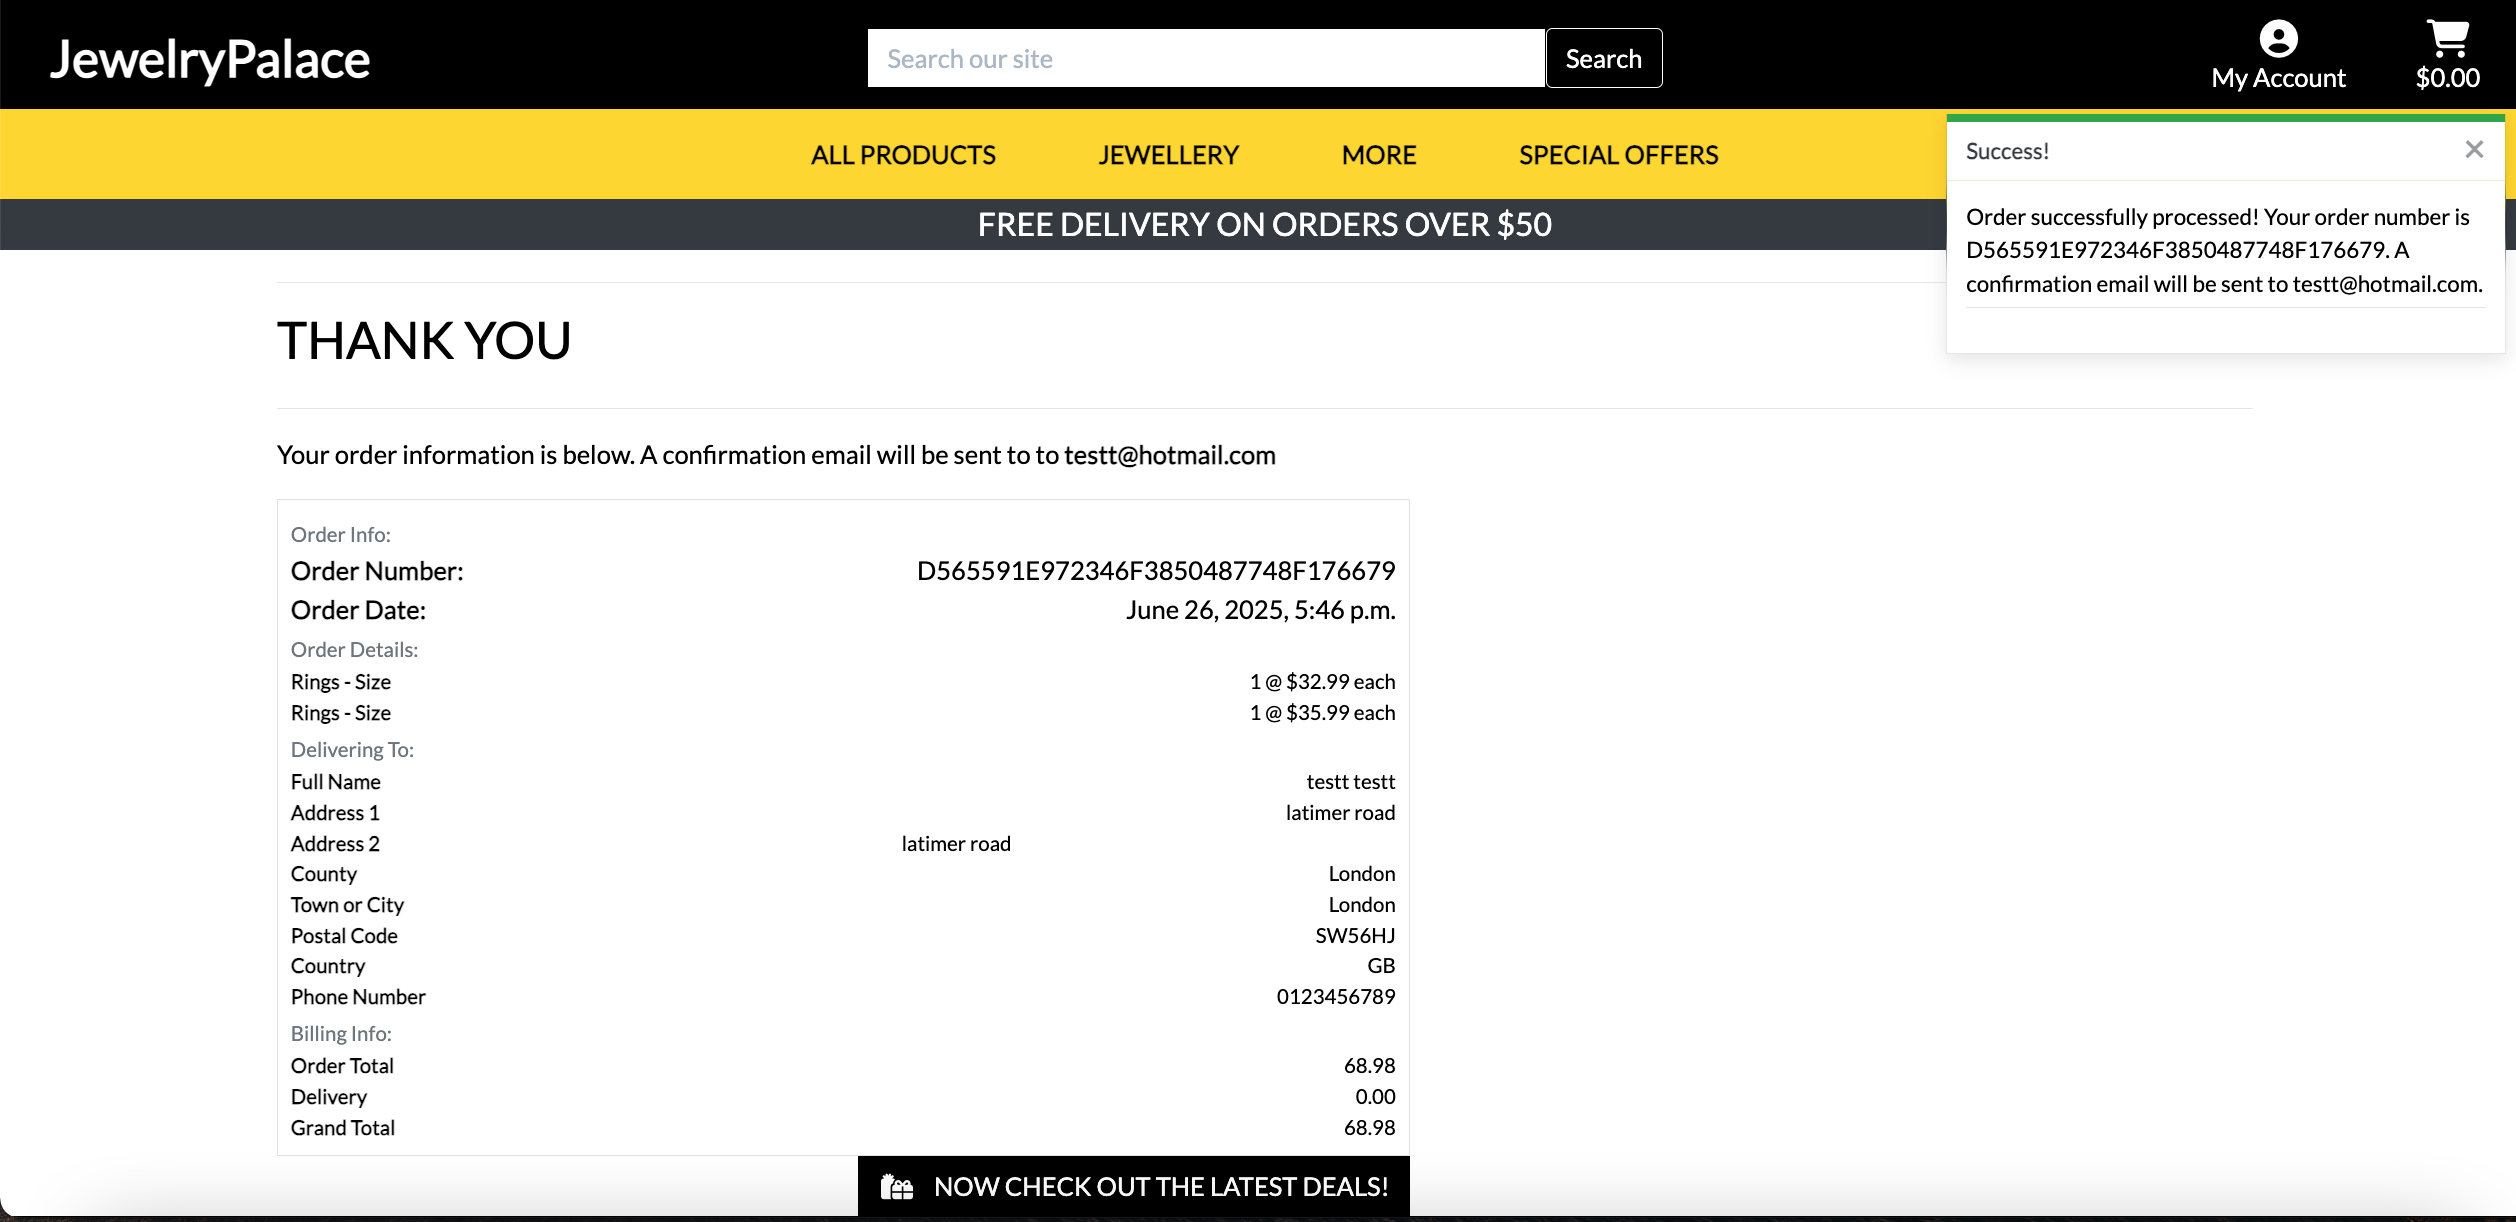 JewelryPalace
Search our site
Search
My Account
$0.00
ALL PRODUCTS
JEWELLERY
MORE
SPECIAL OFFERS
FREE DELIVERY ON ORDERS OVER $50
Success!
Order successfully processed! Your order number is
D565591E972346F3850487748F176679. A
confirmation email will be sent to testt@hotmail.com.
THANK YOU
Your order information is below. A confirmation email will be sent to to testt@hotmail.com
Order Info:
Order Number: D565591E972346F3850487748F176679
Order Date: June 26, 2025, 5:46 p.m.
Order Details:
Rings - Size 1 @ $32.99 each
Rings - Size 1 @ $35.99 each
Delivering To:
Full Name testt testt
Address 1 latimer road
Address 2 latimer road
County London
Town or City London
Postal Code SW56HJ
Country GB
Phone Number 0123456789
Billing Info:
Order Total 68.98
Delivery 0.00
Grand Total 68.98
NOW CHECK OUT THE LATEST DEALS!